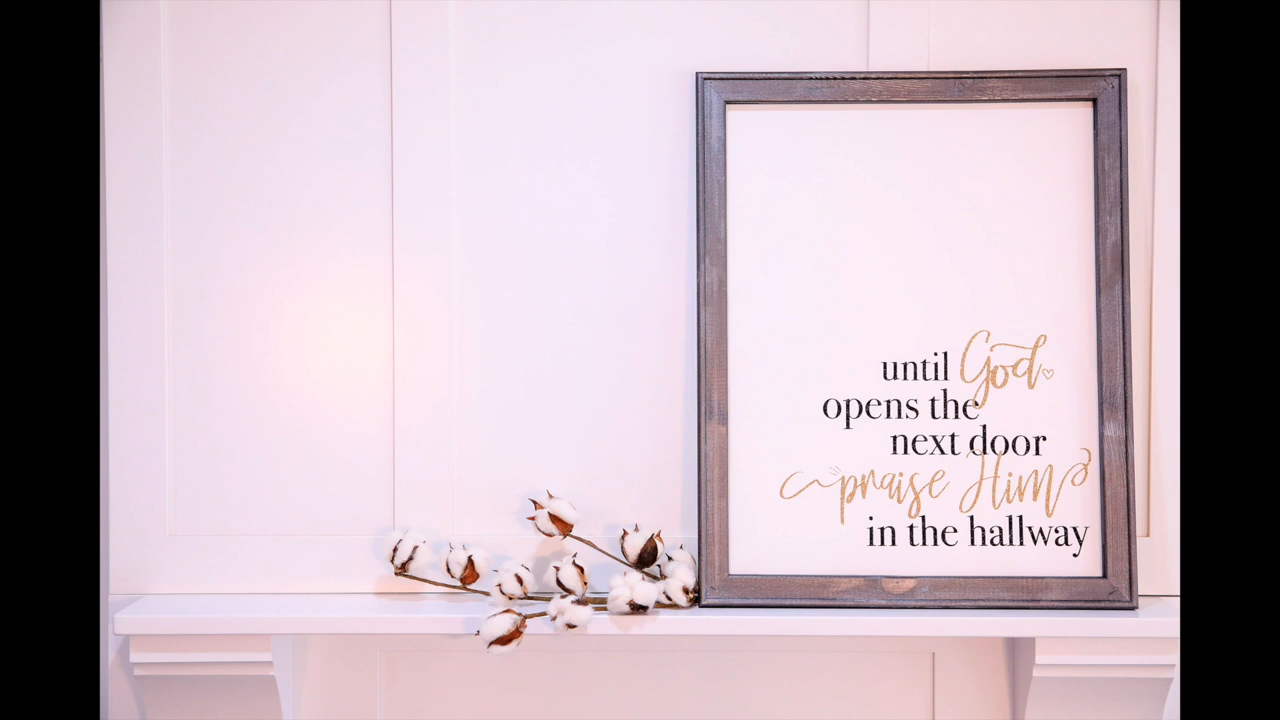 until God
opens the
next door
praise Him
in the hallway